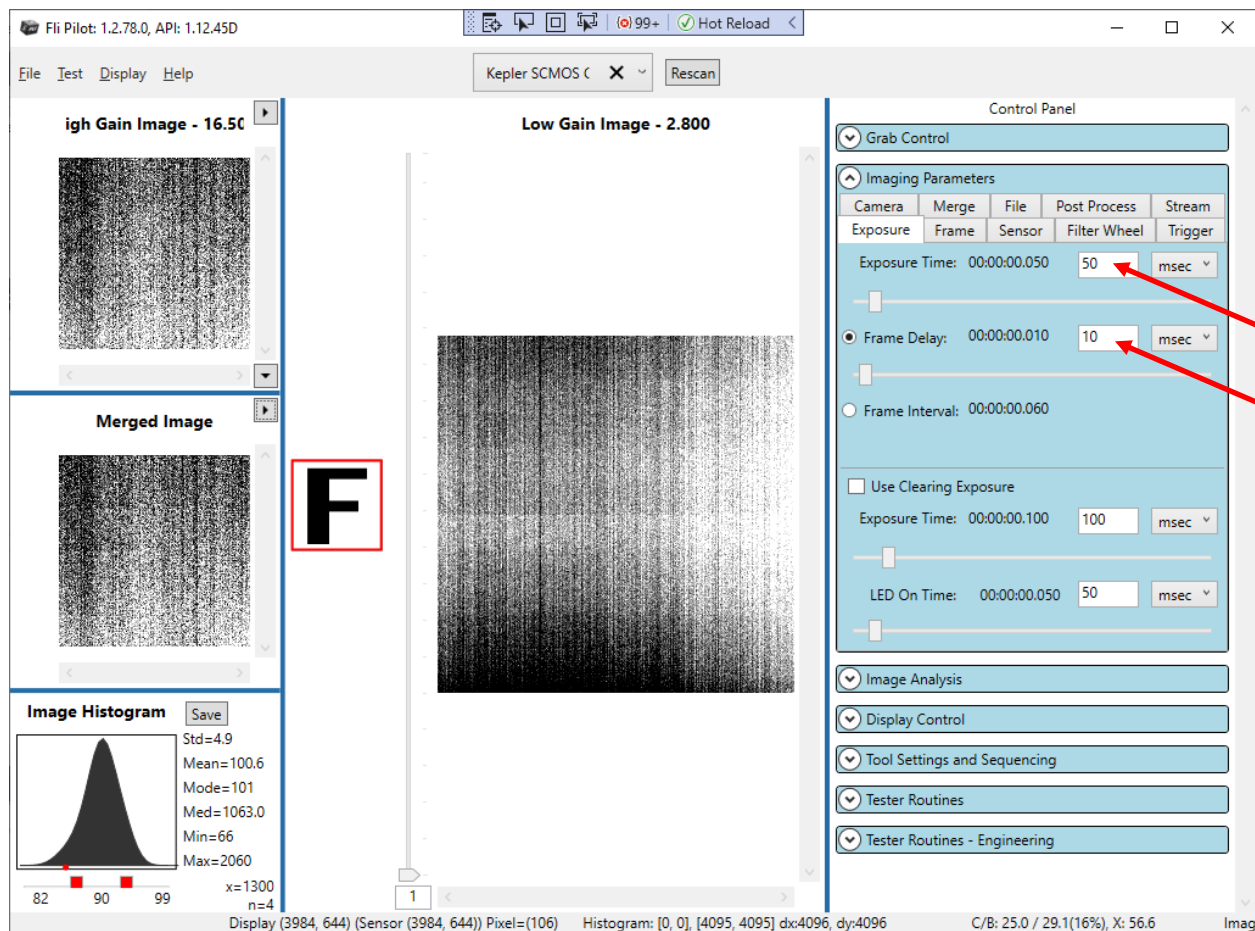 Fli Pilot: 1.2.78.0, API: 1.12.45D
99+ Hot Reload
File Test Display Help
Kepler SCMOS C
Rescan
igh Gain Image - 16.50
Merged Image
Image Histogram
Save
Std=4.9
Mean=100.6
Mode=101
Med=1063.0
Min=66
Max=2060
x=1300
n=4
82 90 99
Low Gain Image - 2.800
F
1
Control Panel
Grab Control
Imaging Parameters
Camera Merge File Post Process Stream
Exposure Frame Sensor Filter Wheel Trigger
Exposure Time: 00:00:00.050 50 msec
Frame Delay: 00:00:00.010 10 msec
Frame Interval: 00:00:00.060
Use Clearing Exposure
Exposure Time: 00:00:00.100 100 msec
LED On Time: 00:00:00.050 50 msec
Image Analysis
Display Control
Tool Settings and Sequencing
Tester Routines
Tester Routines - Engineering
Display (3984, 644) (Sensor (3984, 644)) Pixel=(106) Histogram: [0, 0], [4095, 4095] dx:4096, dy:4096 C/B: 25.0 / 29.1(16%), X: 56.6 Imag